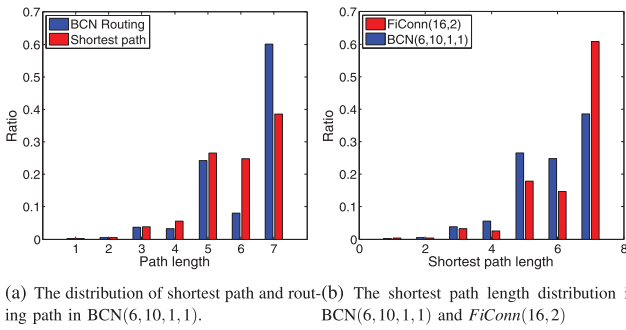 0.7
0.6
0.5
0.4
0.3
0.2
0.1
0
Ratio
BCN Routing
Shortest path
1 2 3 4 5 6 7
Path length
0.7
0.6
0.5
0.4
0.3
0.2
0.1
0
Ratio
FiConn(16,2)
BCN(6,10,1,1)
0 2 4 6 8
Shortest path length
(a) The distribution of shortest path and rout-
ing path in BCN(6,10,1,1).
(b) The shortest path length distribution
BCN(6,10,1,1) and FiConn(16,2)